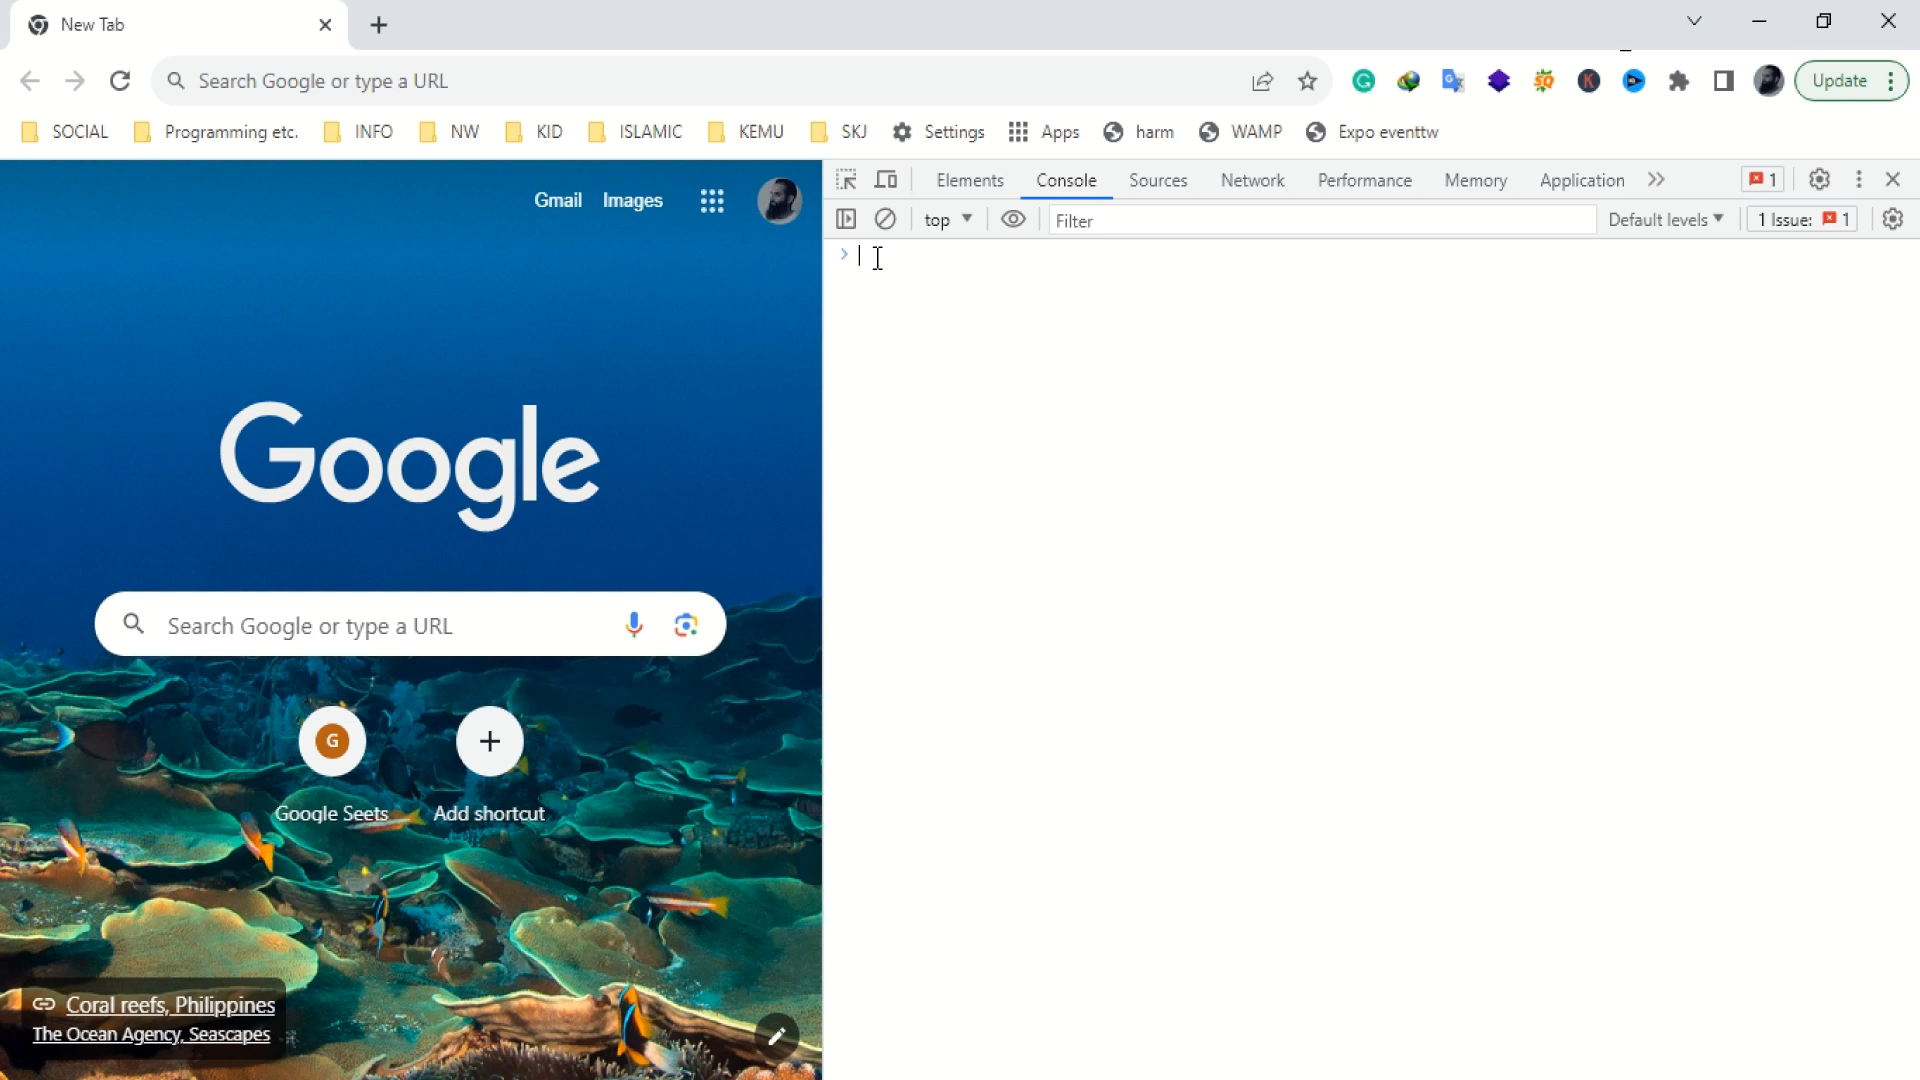 New Tab
Search Google or type a URL
Update
SOCIAL Programming etc. INFO NW KID ISLAMIC KEMU SKJ Settings Apps harm WAMP Expo eventtw
Gmail Images
Elements Console Sources Network Performance Memory Application 1
top Filter Default levels 1 Issue: 1
Google
Search Google or type a URL
G
Google Seets Add shortcut
Coral reefs, Philippines
The Ocean Agency, Seascapes